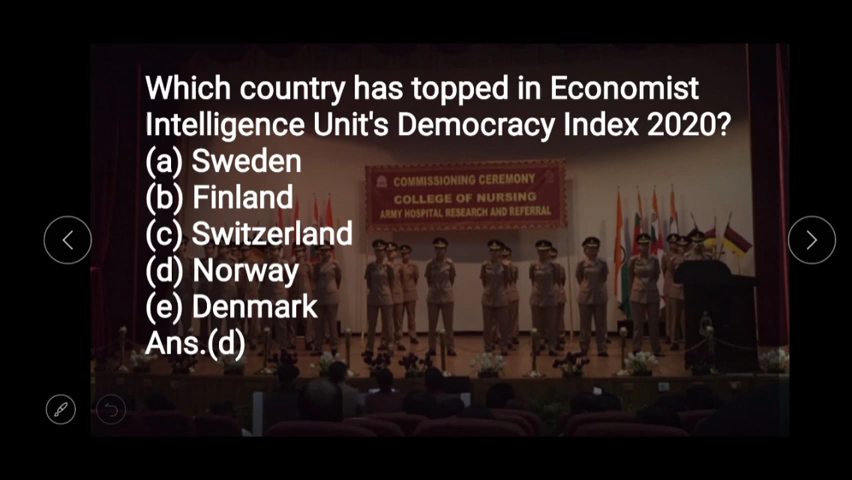 Which country has topped in Economist
Intelligence Unit's Democracy Index 2020?
(a) Sweden
(b) Finland
(c) Switzerland
(d) Norway
(e) Denmark
Ans.(d)
COMMISSIONING CEREMONY
COLLEGE OF NURSING
ARMY HOSPITAL RESEARCH AND REFERRAL